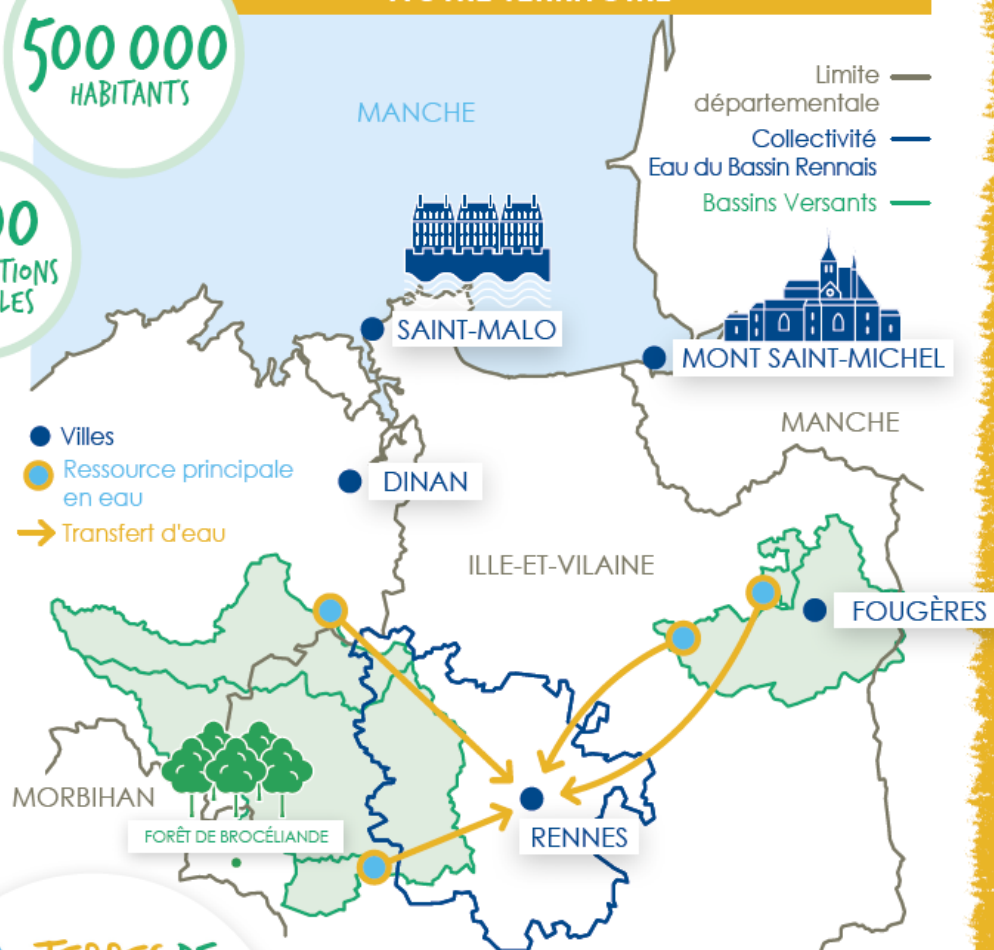 500 000
HABITANTS
MANCHE
Limite
départementale
Collectivité
Eau du Bassin Rennais
Bassins Versants
SAINT-MALO
MONT SAINT-MICHEL
MANCHE
Villes
Ressource principale
en eau
Transfert d'eau
DINAN
ILLE-ET-VILAINE
FOUGÈRES
MORBIHAN
FORÊT DE BROCÉLIANDE
RENNES